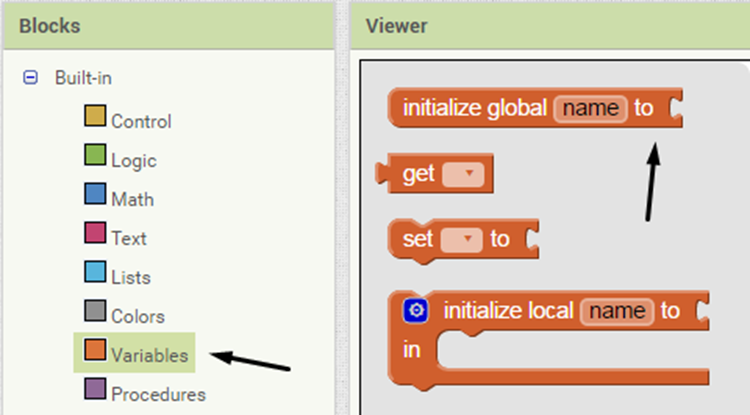 Blocks
Built-in
Control
Logic
Math
Text
Lists
Colors
Variables
Procedures
Viewer
initialize global name to
get
set to
initialize local name to
in